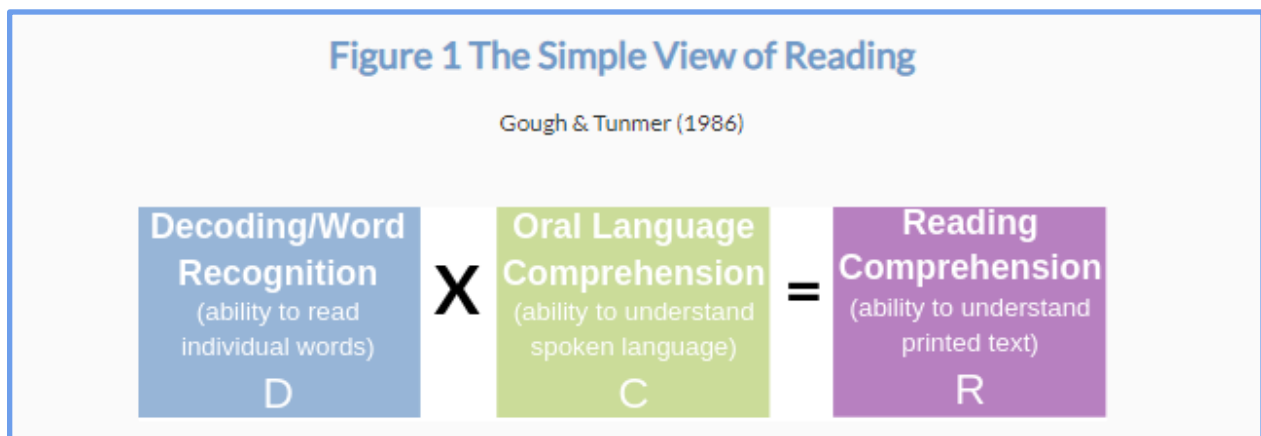 Figure 1 The Simple View of Reading
Gough & Tunmer (1986)
Decoding/Word
Recognition
(ability to read
individual words)
D
X
Oral Language
Comprehension
(ability to understand
spoken language)
C
=
Reading
Comprehension
(ability to understand
printed text)
R